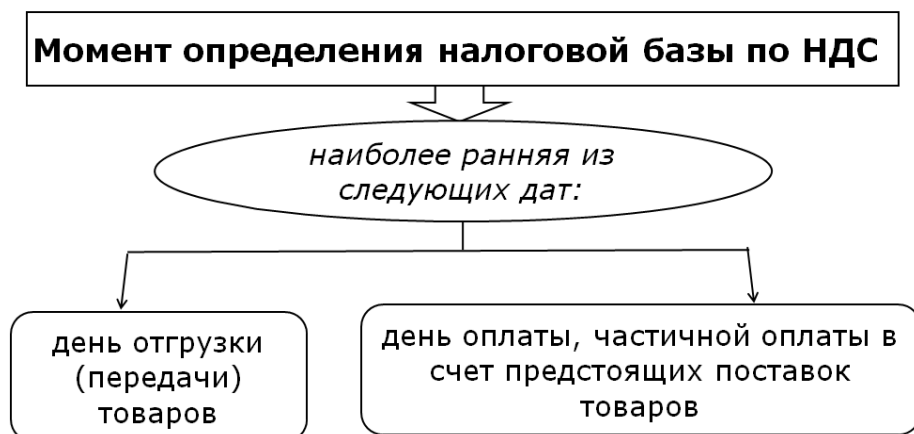 Момент определения налоговой базы по НДС
наиболее ранняя из
следующих дат:
день отгрузки
(передачи)
товаров
день оплаты, частичной оплаты в
счет предстоящих поставок
товаров